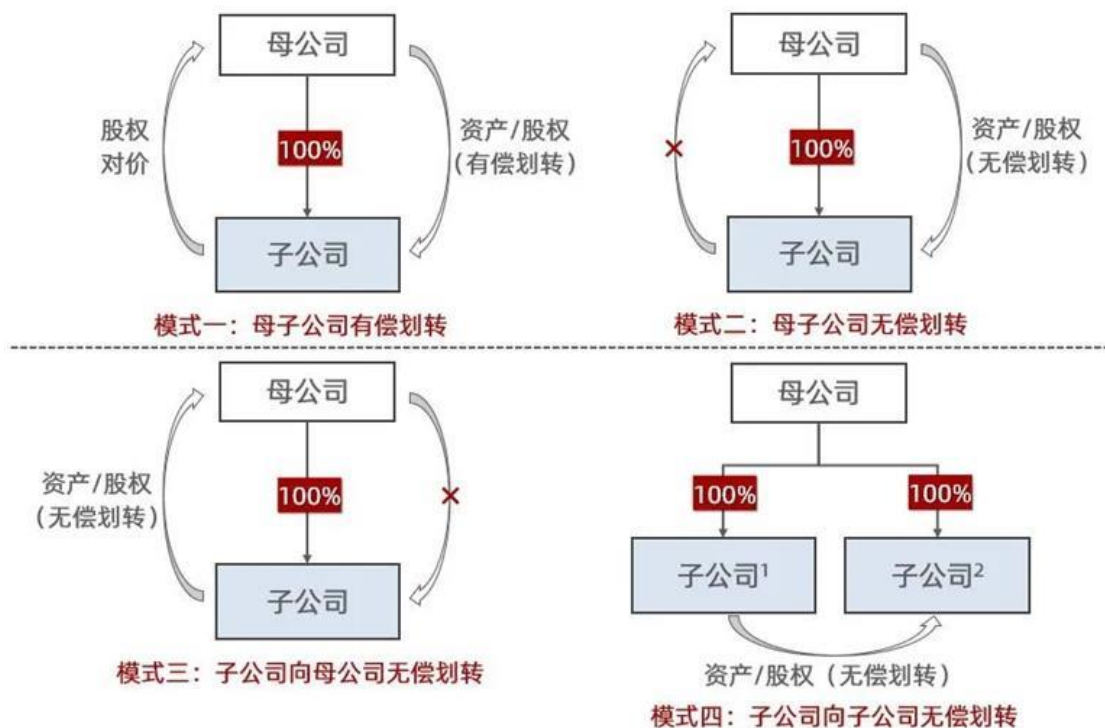 母公司
股权
对价
100%
资产/股权
（有偿划转）
子公司
模式一：母子公司有偿划转
母公司
100%
资产/股权
（无偿划转）
子公司
模式二：母子公司无偿划转
母公司
资产/股权
（无偿划转）
100%
子公司
模式三：子公司向母公司无偿划转
母公司
100%
100%
子公司1
子公司2
资产/股权（无偿划转）
模式四：子公司向子公司无偿划转